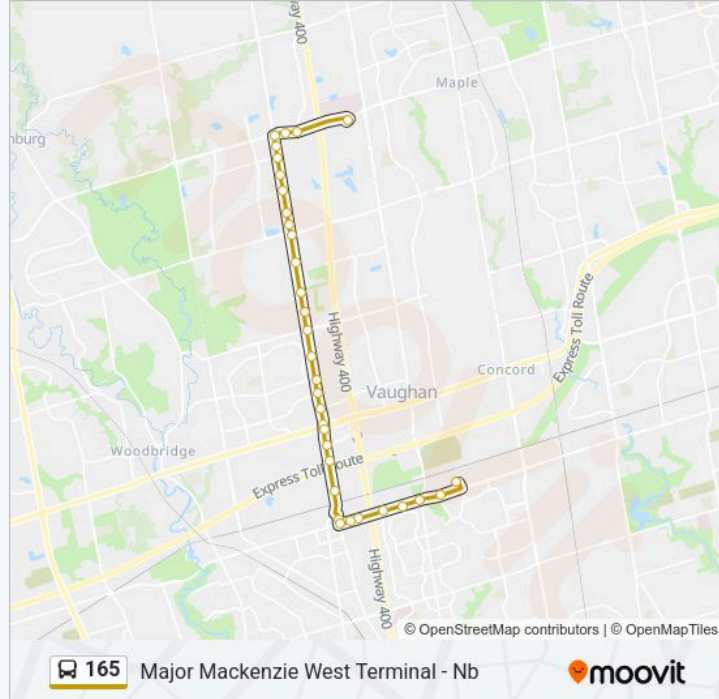 way 400
Maple
nburg
Highway 400
Express Toll Route
Concord
Vaughan
Woodbridge
Express Toll Route
Highway 400
© OpenStreetMap contributors | © OpenMapTiles
165 Major Mackenzie West Terminal - Nb
moovit